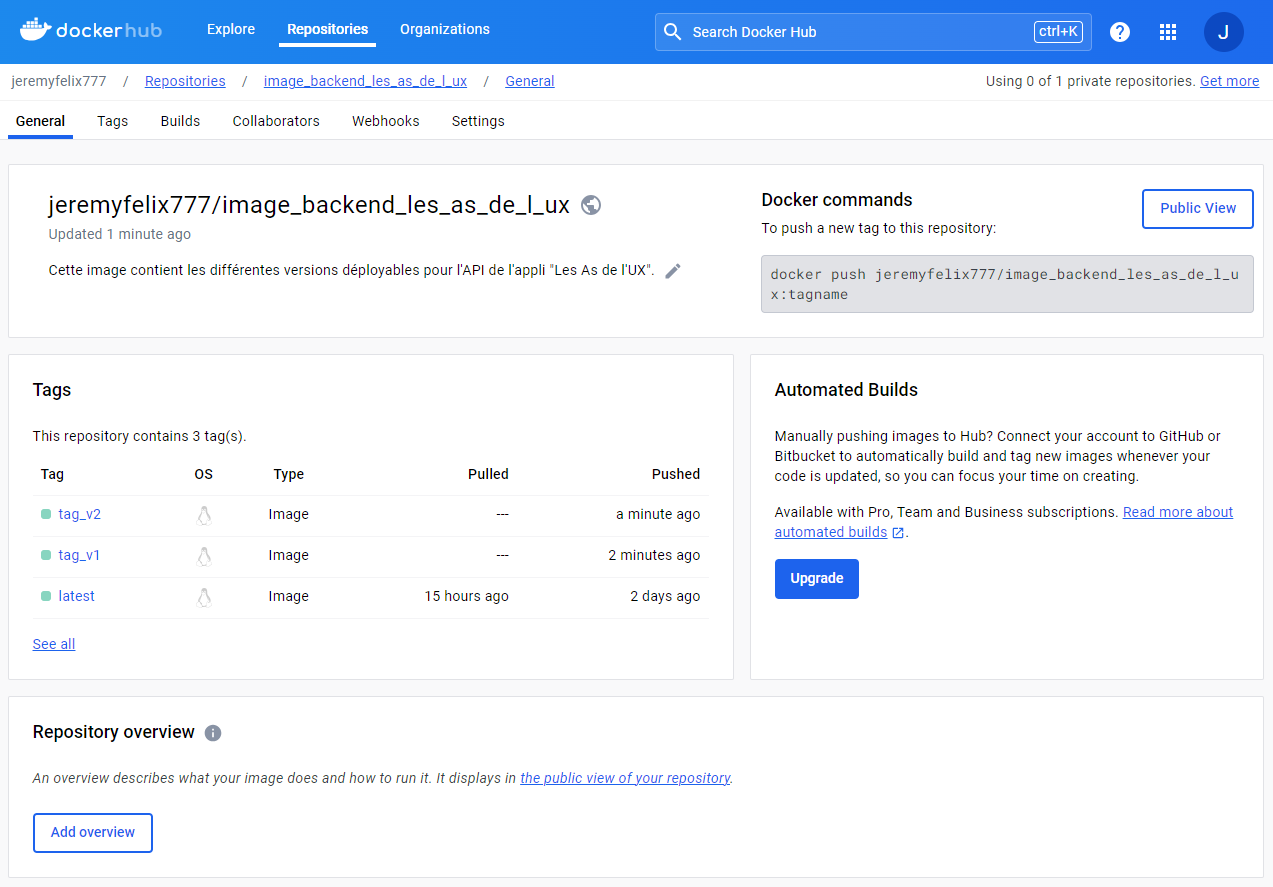 dockerhub Explore Repositories Organizations Search Docker Hub ctrl+K ? J
jeremyfelix777 / Repositories / image_backend_les_as_de_l_ux / General Using 0 of 1 private repositories. Get more
General Tags Builds Collaborators Webhooks Settings
jeremyfelix777/image_backend_les_as_de_l_ux
Updated 1 minute ago
Cette image contient les différentes versions déployables pour l'API de l'appli "Les As de l'UX".
Docker commands
Public View
To push a new tag to this repository:
docker push jeremyfelix777/image_backend_les_as_de_l_u
x:tagname
Tags
This repository contains 3 tag(s).
Tag OS Type Pulled Pushed
tag_v2 Image --- a minute ago
tag_v1 Image --- 2 minutes ago
latest Image 15 hours ago 2 days ago
See all
Automated Builds
Manually pushing images to Hub? Connect your account to GitHub or
Bitbucket to automatically build and tag new images whenever your
code is updated, so you can focus your time on creating.
Available with Pro, Team and Business subscriptions. Read more about
automated builds .
Upgrade
Repository overview i
An overview describes what your image does and how to run it. It displays in the public view of your repository.
Add overview